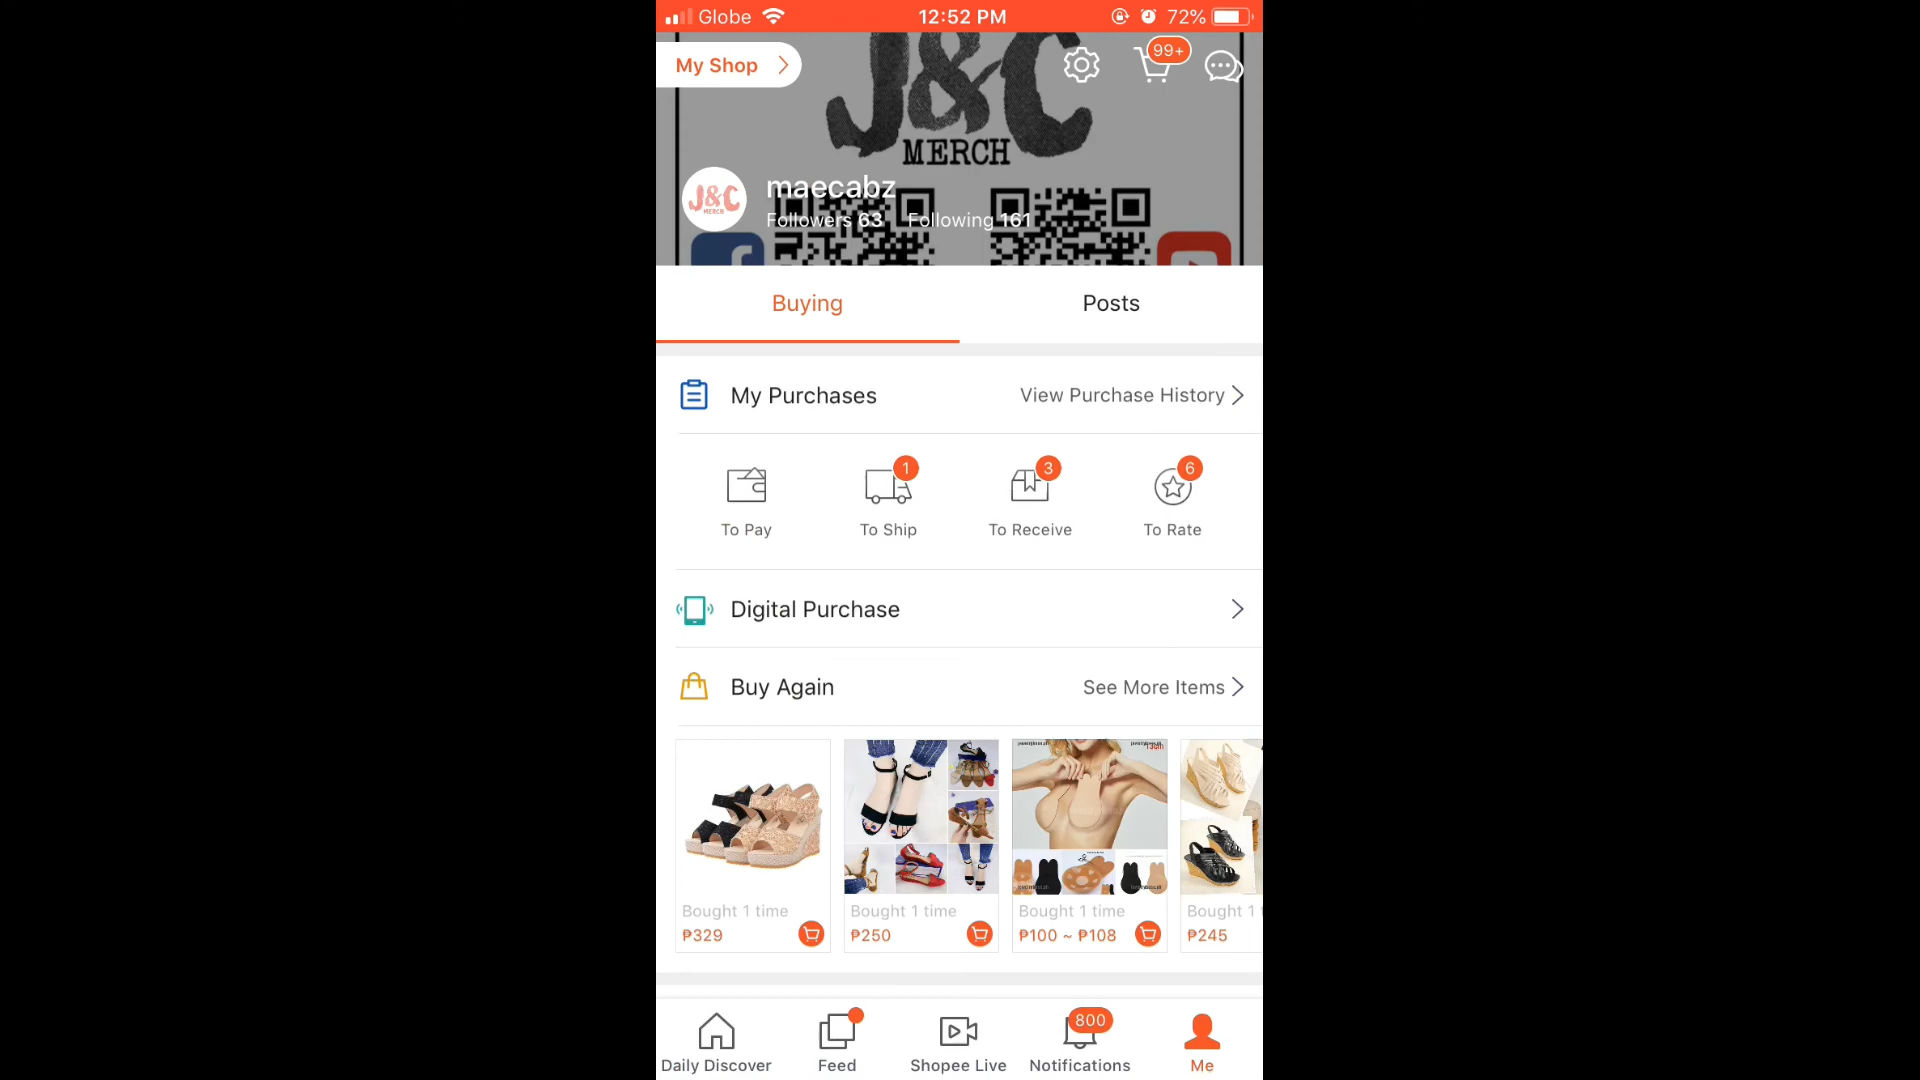 Globe
12:52 PM
72%
My Shop
99+
J&C
MERCH
J&C
MERCH
maecabz
Followers 63
Following 161
Buying
Posts
My Purchases
View Purchase History
1
3
6
To Pay
To Ship
To Receive
To Rate
Digital Purchase
Buy Again
See More Items
13cm
Bought 1 time
₱329
Bought 1 time
₱250
Bought 1 time
₱100 ~ ₱108
Bought 1
₱245
800
Daily Discover
Feed
Shopee Live
Notifications
Me